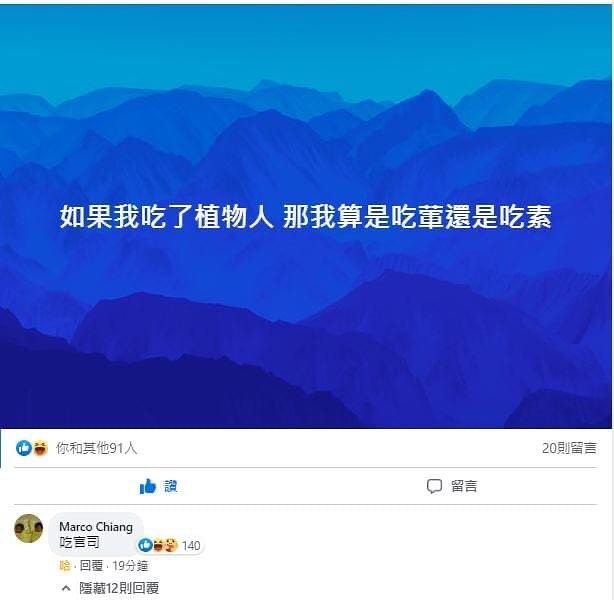 如果我吃了植物人 那我算是吃葷還是吃素
你和其他91人
20則留言
讚
留言
Marco Chiang
吃官司
140
哈·回覆·19分鐘
隱藏12則回覆